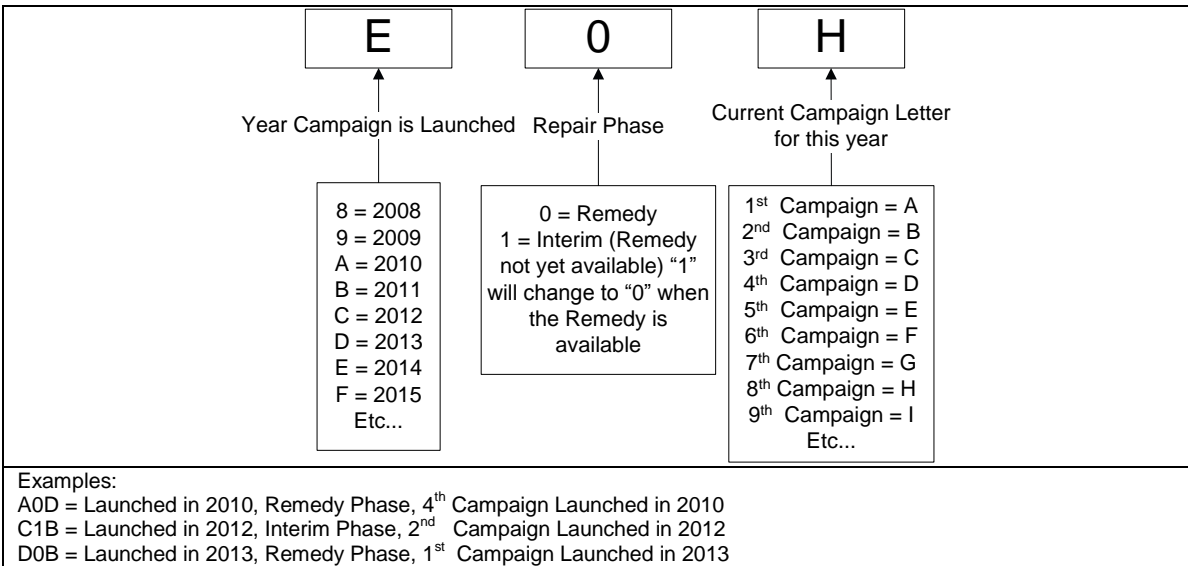 E 0 H
Year Campaign is Launched
Repair Phase
Current Campaign Letter
for this year
8 = 2008
9 = 2009
A = 2010
B = 2011
C = 2012
D = 2013
E = 2014
F = 2015
Etc...
0 = Remedy
1 = Interim (Remedy
not yet available) “1”
will change to “0” when
the Remedy is
available
1st Campaign = A
2nd Campaign = B
3rd Campaign = C
4th Campaign = D
5th Campaign = E
6th Campaign = F
7th Campaign = G
8th Campaign = H
9th Campaign = I
Etc...
Examples:
A0D = Launched in 2010, Remedy Phase, 4th Campaign Launched in 2010
C1B = Launched in 2012, Interim Phase, 2nd Campaign Launched in 2012
D0B = Launched in 2013, Remedy Phase, 1st Campaign Launched in 2013